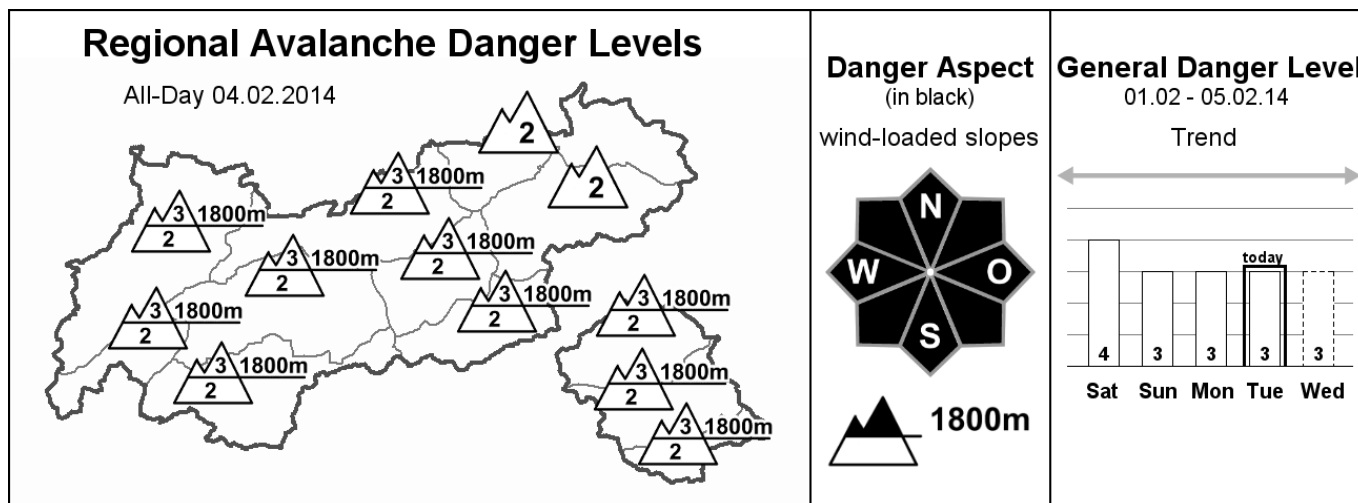 Regional Avalanche Danger Levels
All-Day 04.02.2014
2
2
3 1800m
2
3 1800m
2
3 1800m
2
3 1800m
2
3 1800m
2
3 1800m
2
3 1800m
2
3 1800m
2
3 1800m
2
3 1800m
2
Danger Aspect
(in black)
wind-loaded slopes
N
W O
S
1800m
General Danger Level
01.02 - 05.02.14
Trend
today
4 3 3 3 3
Sat Sun Mon Tue Wed